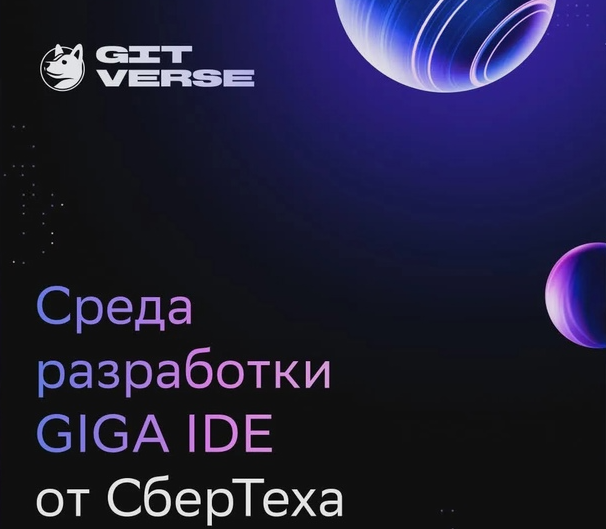 GIT
VERSE
Среда
разработки
GIGA IDE
от СберТеха